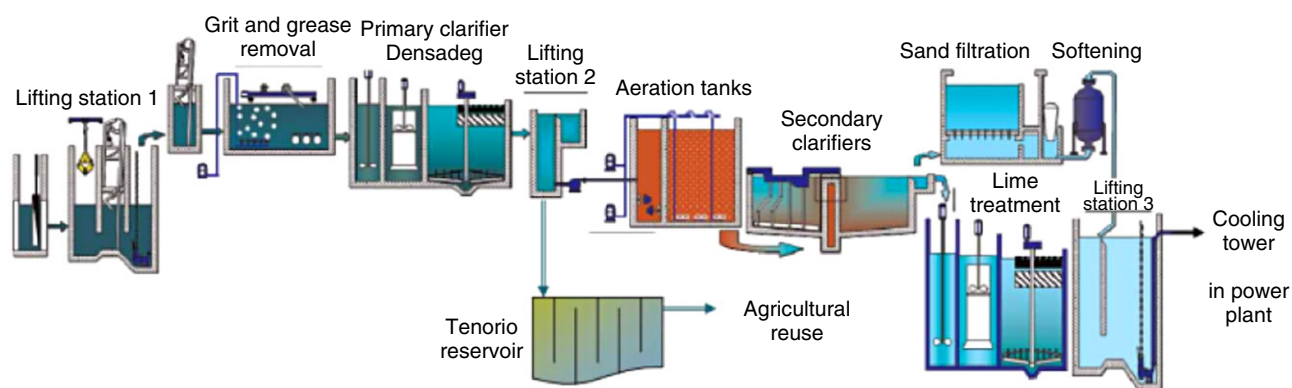 Lifting station 1
Grit and grease
removal
Primary clarifier
Densadeg
Lifting
station 2
Aeration tanks
Secondary
clarifiers
Sand filtration
Softening
Lime
treatment
Lifting
station 3
Cooling
tower
in power
plant
Tenorio
reservoir
Agricultural
reuse